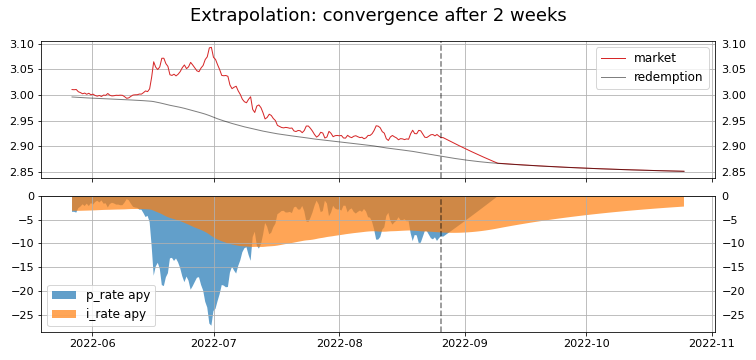 Extrapolation: convergence after 2 weeks
3.10 3.10
3.05 3.05
3.00 3.00
2.95 2.95
2.90 2.90
2.85 2.85
market
redemption
0 0
−5 −5
−10 −10
−15 −15
−20 −20
−25 −25
p_rate apy
i_rate apy
2022-06 2022-07 2022-08 2022-09 2022-10 2022-11